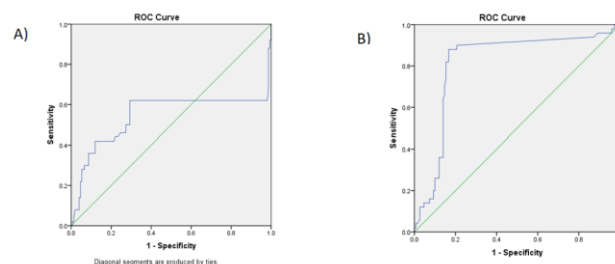 A)
ROC Curve
Sensitivity
1.0
0.8
0.6
0.4
0.2
0.0
0.0 0.2 0.4 0.6 0.8 1.0
1 - Specificity
Diagonal segments are produced by ties.
B)
ROC Curve
Sensitivity
1.0
0.8
0.6
0.4
0.2
0.0
0.0 0.2 0.4 0.6 0.8
1 - Specificity